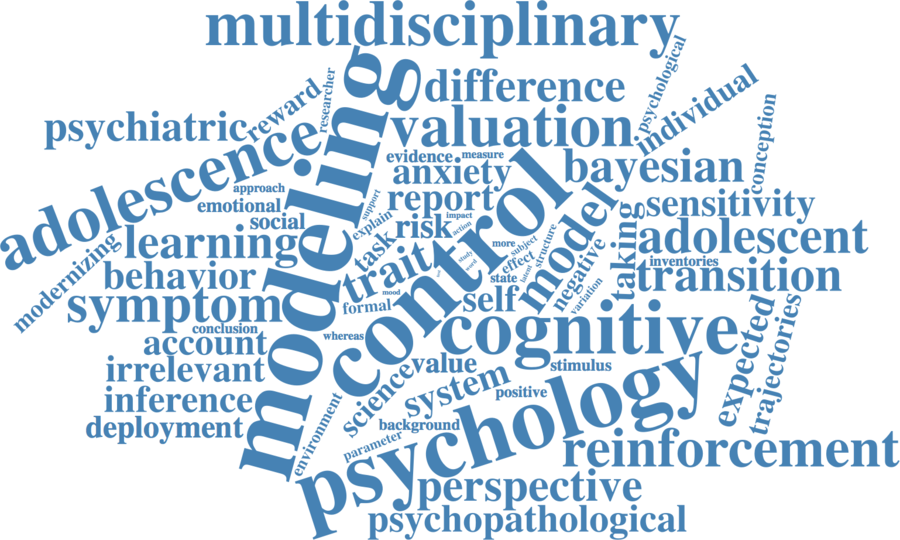 multidisciplinary
modeling
difference
psychological
individual
researcher
reward
psychiatric
adolescence
valuation
conception
evidence
measure
anxiety
bayesian
approach
emotional
social
support
report
sensitivity
explain
risk
impact
action
control
model
taking
adolescent
modernizing
learning
task
trait
more
subject
structure
negative
inventories
behavior
study
word
effect
latent
transition
state
variation
symptom
mood
formal
self
expected
trajectories
conclusion
whereas
cognitive
account
irrelevant
science
value
stimulus
inference
environment
system
positive
psychology
deployment
background
parameter
reinforcement
perspective
psychopathological